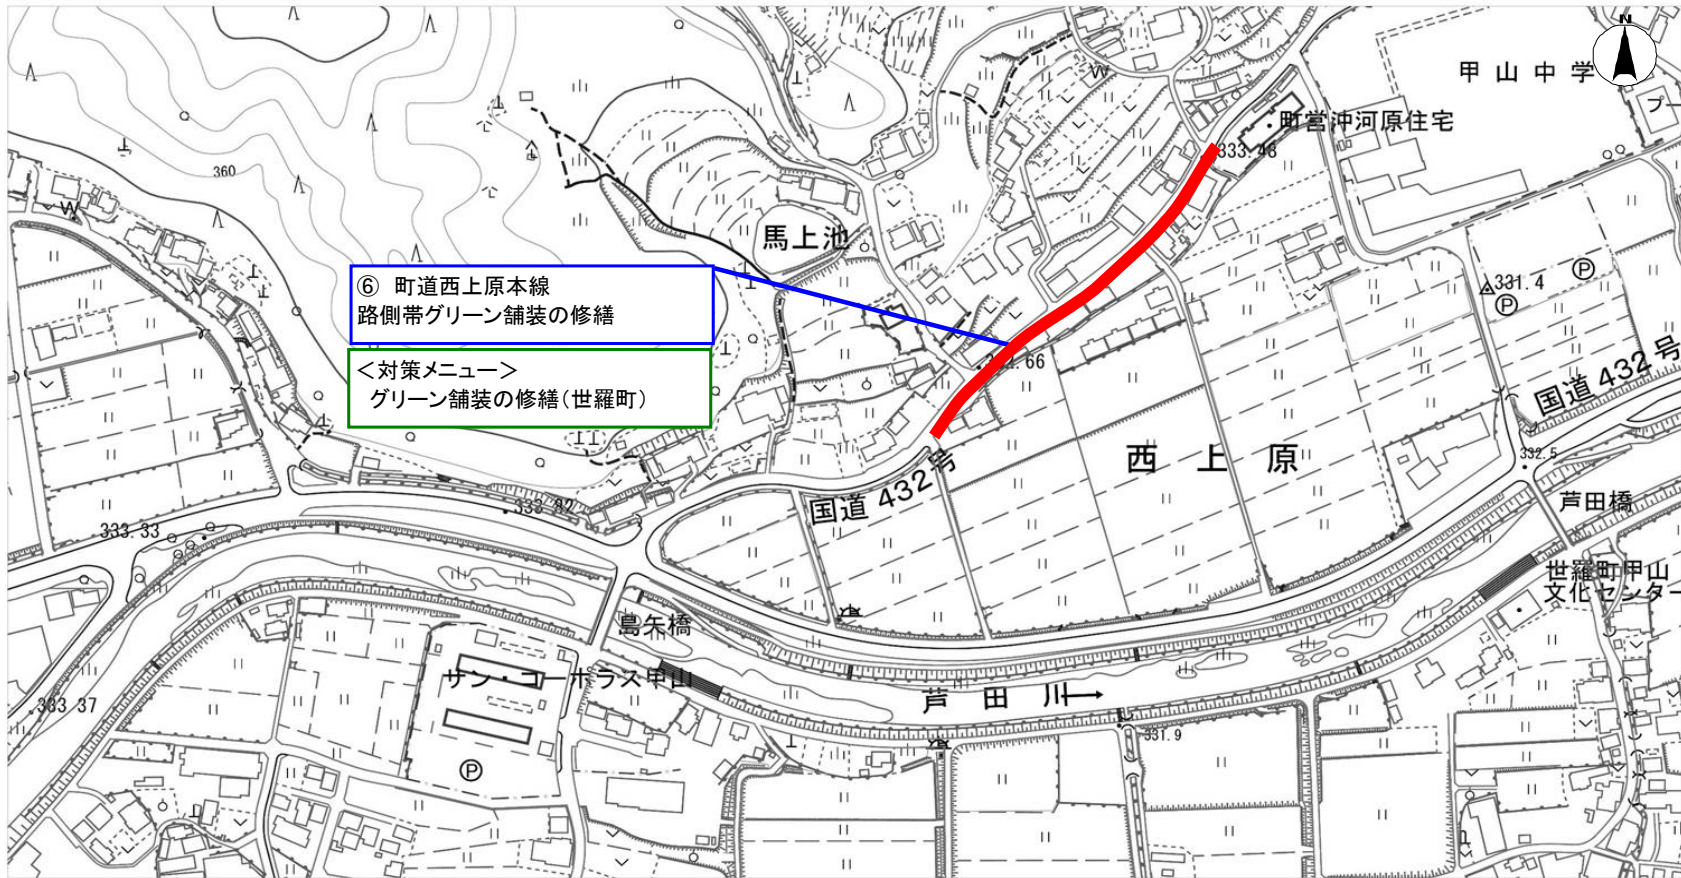 N
甲山中学
プー
町営沖河原住宅
333.43
360
馬上池
⑥ 町道西上原本線
路側帯グリーン舗装の修繕
331.4
Ⓟ
Ⓟ
＜対策メニュー＞
グリーン舗装の修繕（世羅町）
国道432号
西上原
332.5
国道432号
芦田橋
333.82
333.33
世羅町甲山
文化センター
島矢橋
サン・コーポラス甲山
芦田川
333.37
331.9
Ⓟ